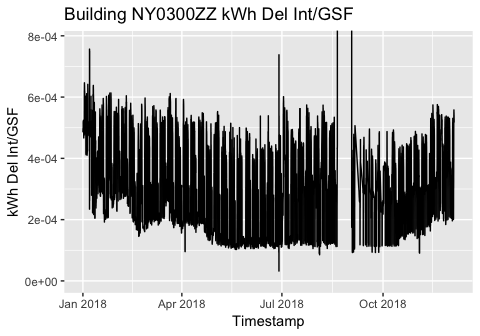 Building NY0300ZZ kWh Del Int/GSF
8e-04
6e-04
4e-04
2e-04
0e+00
kWh Del Int/GSF
Jan 2018 Apr 2018 Jul 2018 Oct 2018
Timestamp